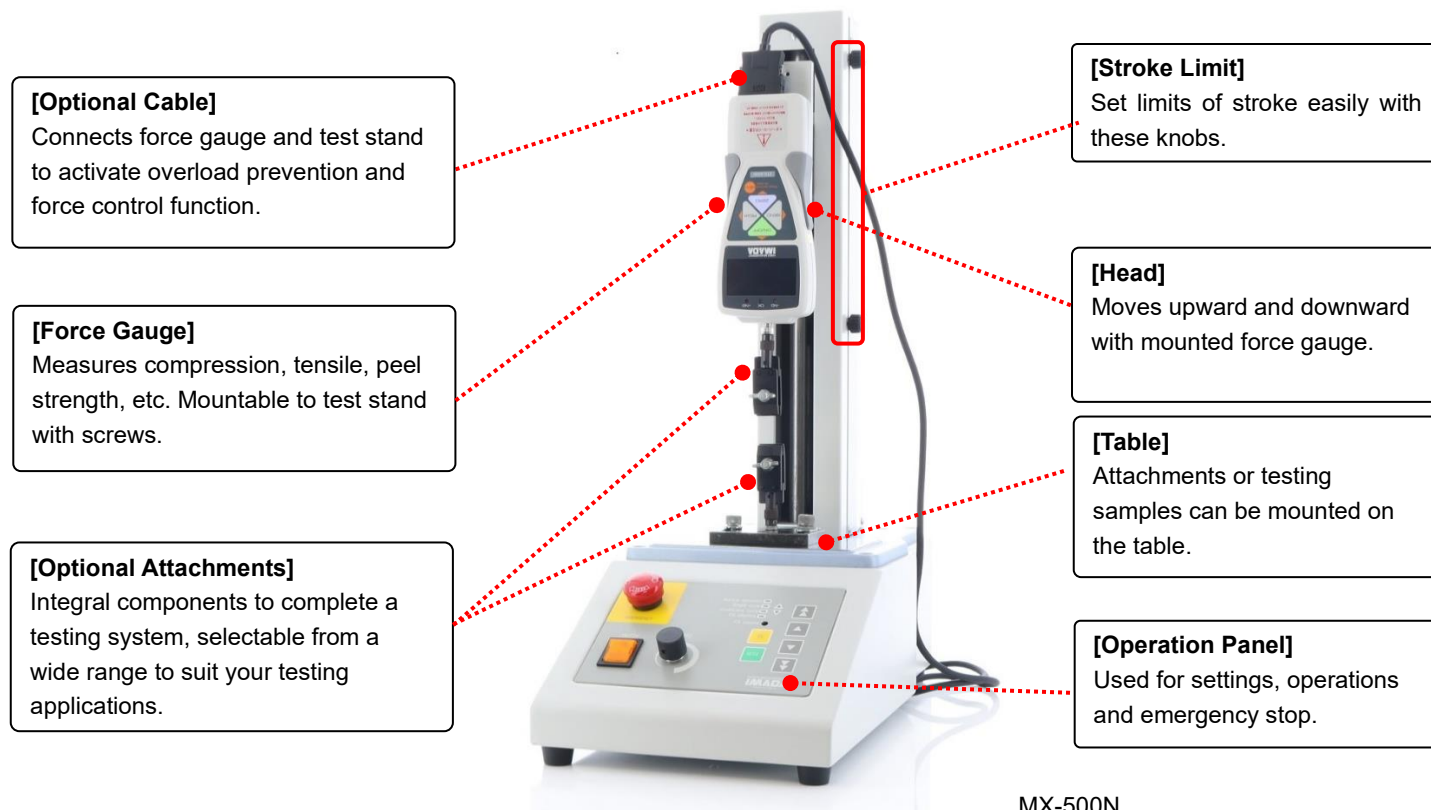 [Optional Cable]
Connects force gauge and test stand
to activate overload prevention and
force control function.
[Force Gauge]
Measures compression, tensile, peel
strength, etc. Mountable to test stand
with screws.
[Optional Attachments]
Integral components to complete a
testing system, selectable from a
wide range to suit your testing
applications.
[Stroke Limit]
Set limits of stroke easily with
these knobs.
[Head]
Moves upward and downward
with mounted force gauge.
[Table]
Attachments or testing
samples can be mounted on
the table.
[Operation Panel]
Used for settings, operations
and emergency stop.
IMADA
IMADA
MX-500N